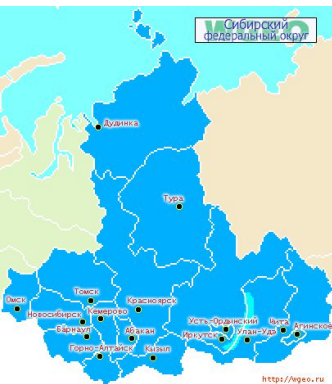 Сибирский
федеральный округ
Дудинка
Тура
Томск
Омск
Красноярск
Новосибирск
Кемерово
Усть-Ордынский
Чита
Барнаул
Абакан
Иркутск
Улан-Удэ
Агинское
Горно-Алтайск
Кызыл
http://wgeo.ru